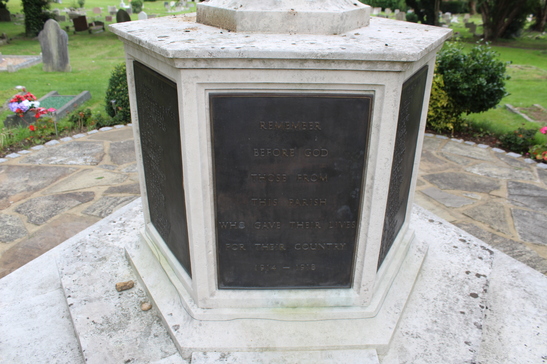 REMEMBER
BEFORE GOD
THOSE FROM
THIS PARISH
WHO GAVE THEIR LIVES
FOR THEIR COUNTRY
1914 – 1918